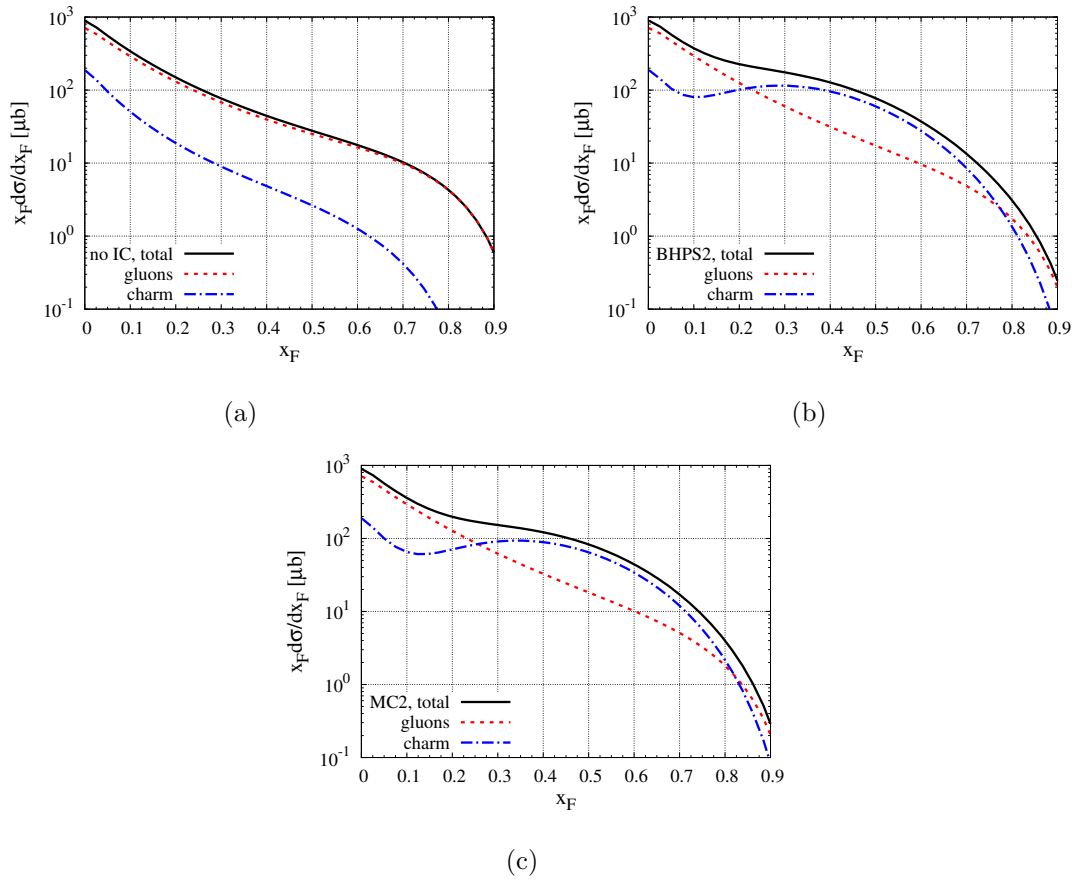 10^3
10^2
10^1
10^0
10^-1
x_F dσ/dx_F [μb]
no IC, total
gluons
charm
0 0.1 0.2 0.3 0.4 0.5 0.6 0.7 0.8 0.9
x_F
(a)
10^3
10^2
10^1
10^0
10^-1
x_F dσ/dx_F [μb]
BHPS2, total
gluons
charm
0 0.1 0.2 0.3 0.4 0.5 0.6 0.7 0.8 0.9
x_F
(b)
10^3
10^2
10^1
10^0
10^-1
x_F dσ/dx_F [μb]
MC2, total
gluons
charm
0 0.1 0.2 0.3 0.4 0.5 0.6 0.7 0.8 0.9
x_F
(c)